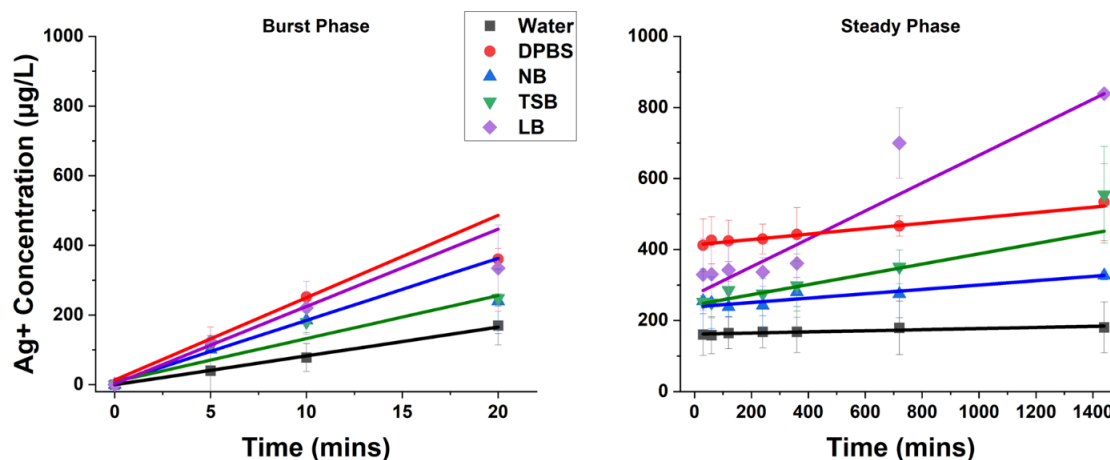 Burst Phase
Steady Phase
Water
DPBS
NB
TSB
LB
Ag+ Concentration (µg/L)
1000
800
600
400
200
0
0
5
10
15
20
Time (mins)
1000
800
600
400
200
0
0
200
400
600
800
1000
1200
1400
Time (mins)